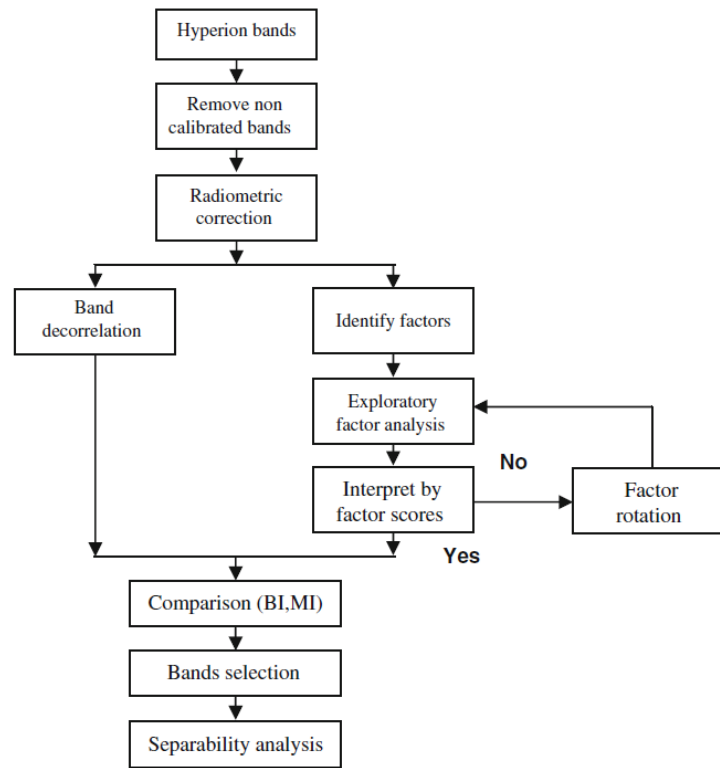 Hyperion bands
Remove non
calibrated bands
Radiometric
correction
Band
decorrelation
Identify factors
Exploratory
factor analysis
No
Interpret by
factor scores
Factor
rotation
Yes
Comparison (BI,MI)
Bands selection
Separability analysis